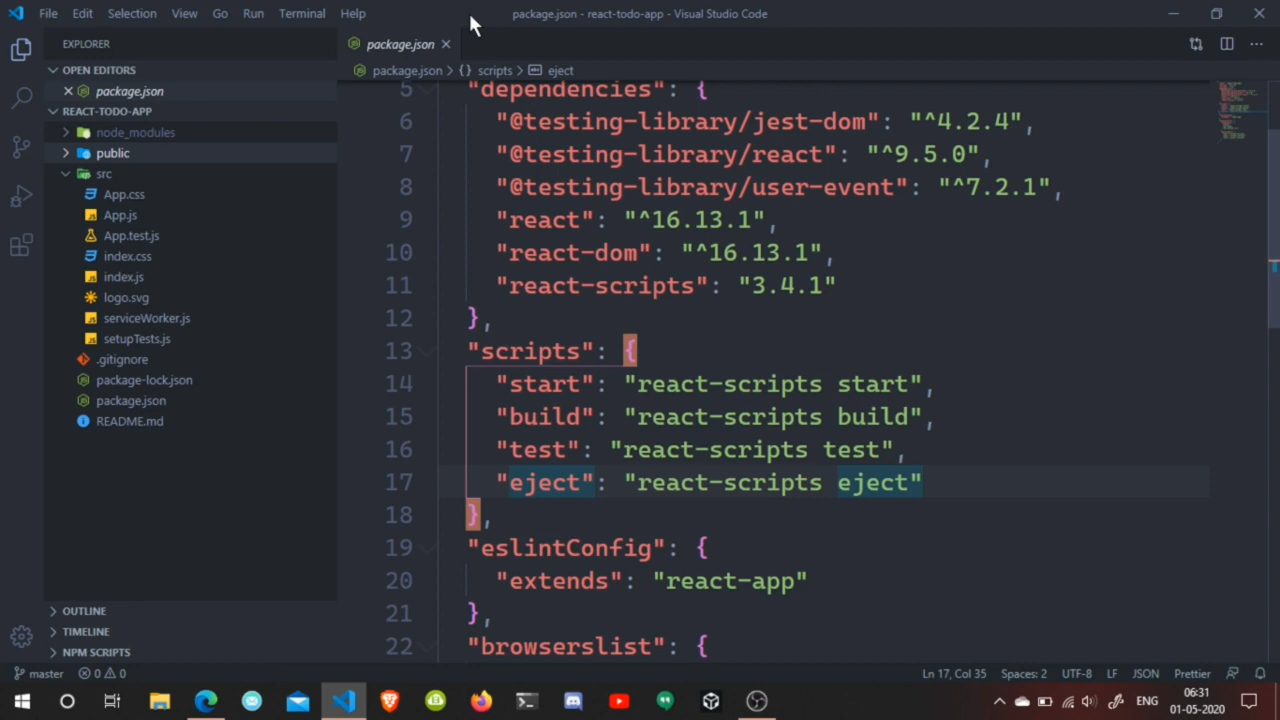 File Edit Selection View Go Run Terminal Help
package.json - react-todo-app - Visual Studio Code
EXPLORER
OPEN EDITORS
package.json
REACT-TODO-APP
node_modules
public
src
App.css
App.js
App.test.js
index.css
index.js
logo.svg
serviceWorker.js
setupTests.js
.gitignore
package-lock.json
package.json
README.md
OUTLINE
TIMELINE
NPM SCRIPTS
package.json
package.json > {} scripts > eject
5 "dependencies": {
6 "@testing-library/jest-dom": "^4.2.4",
7 "@testing-library/react": "^9.5.0",
8 "@testing-library/user-event": "^7.2.1",
9 "react": "^16.13.1",
10 "react-dom": "^16.13.1",
11 "react-scripts": "3.4.1"
12 },
13 "scripts": {
14 "start": "react-scripts start",
15 "build": "react-scripts build",
16 "test": "react-scripts test",
17 "eject": "react-scripts eject"
18 },
19 "eslintConfig": {
20 "extends": "react-app"
21 },
22 "browserslist": {
master 0 0
Ln 17, Col 35 Spaces: 2 UTF-8 LF JSON Prettier
ENG
06:31
01-05-2020